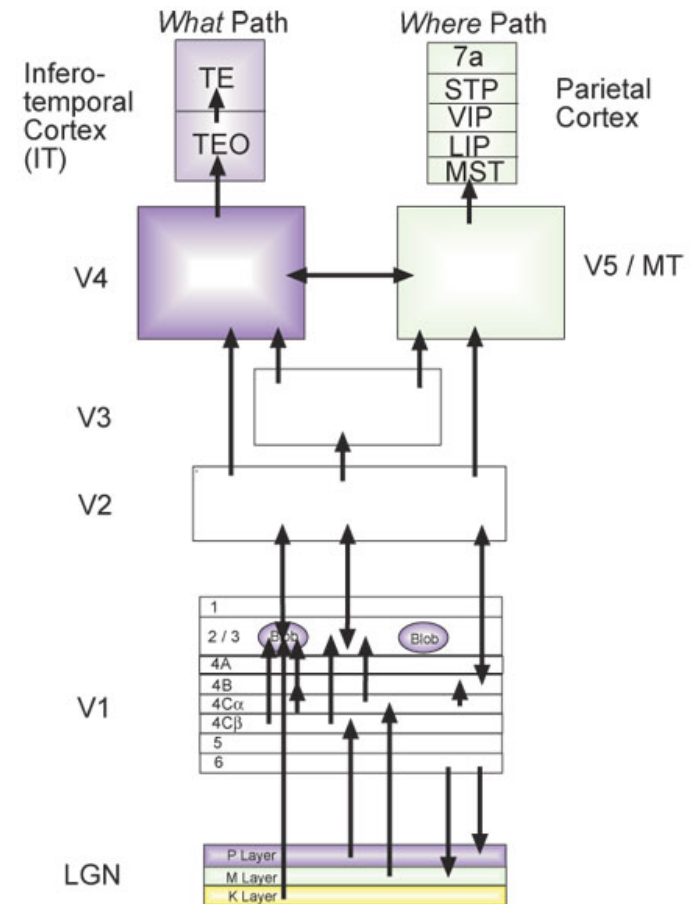 What Path
Where Path
Infero-
temporal
Cortex
(IT)
TE
TEO
7a
STP
VIP
LIP
MST
Parietal
Cortex
V4
V5 / MT
V3
V2
V1
1
2 / 3
Blob
Blob
4A
4B
4Cα
4Cβ
5
6
LGN
P Layer
M Layer
K Layer